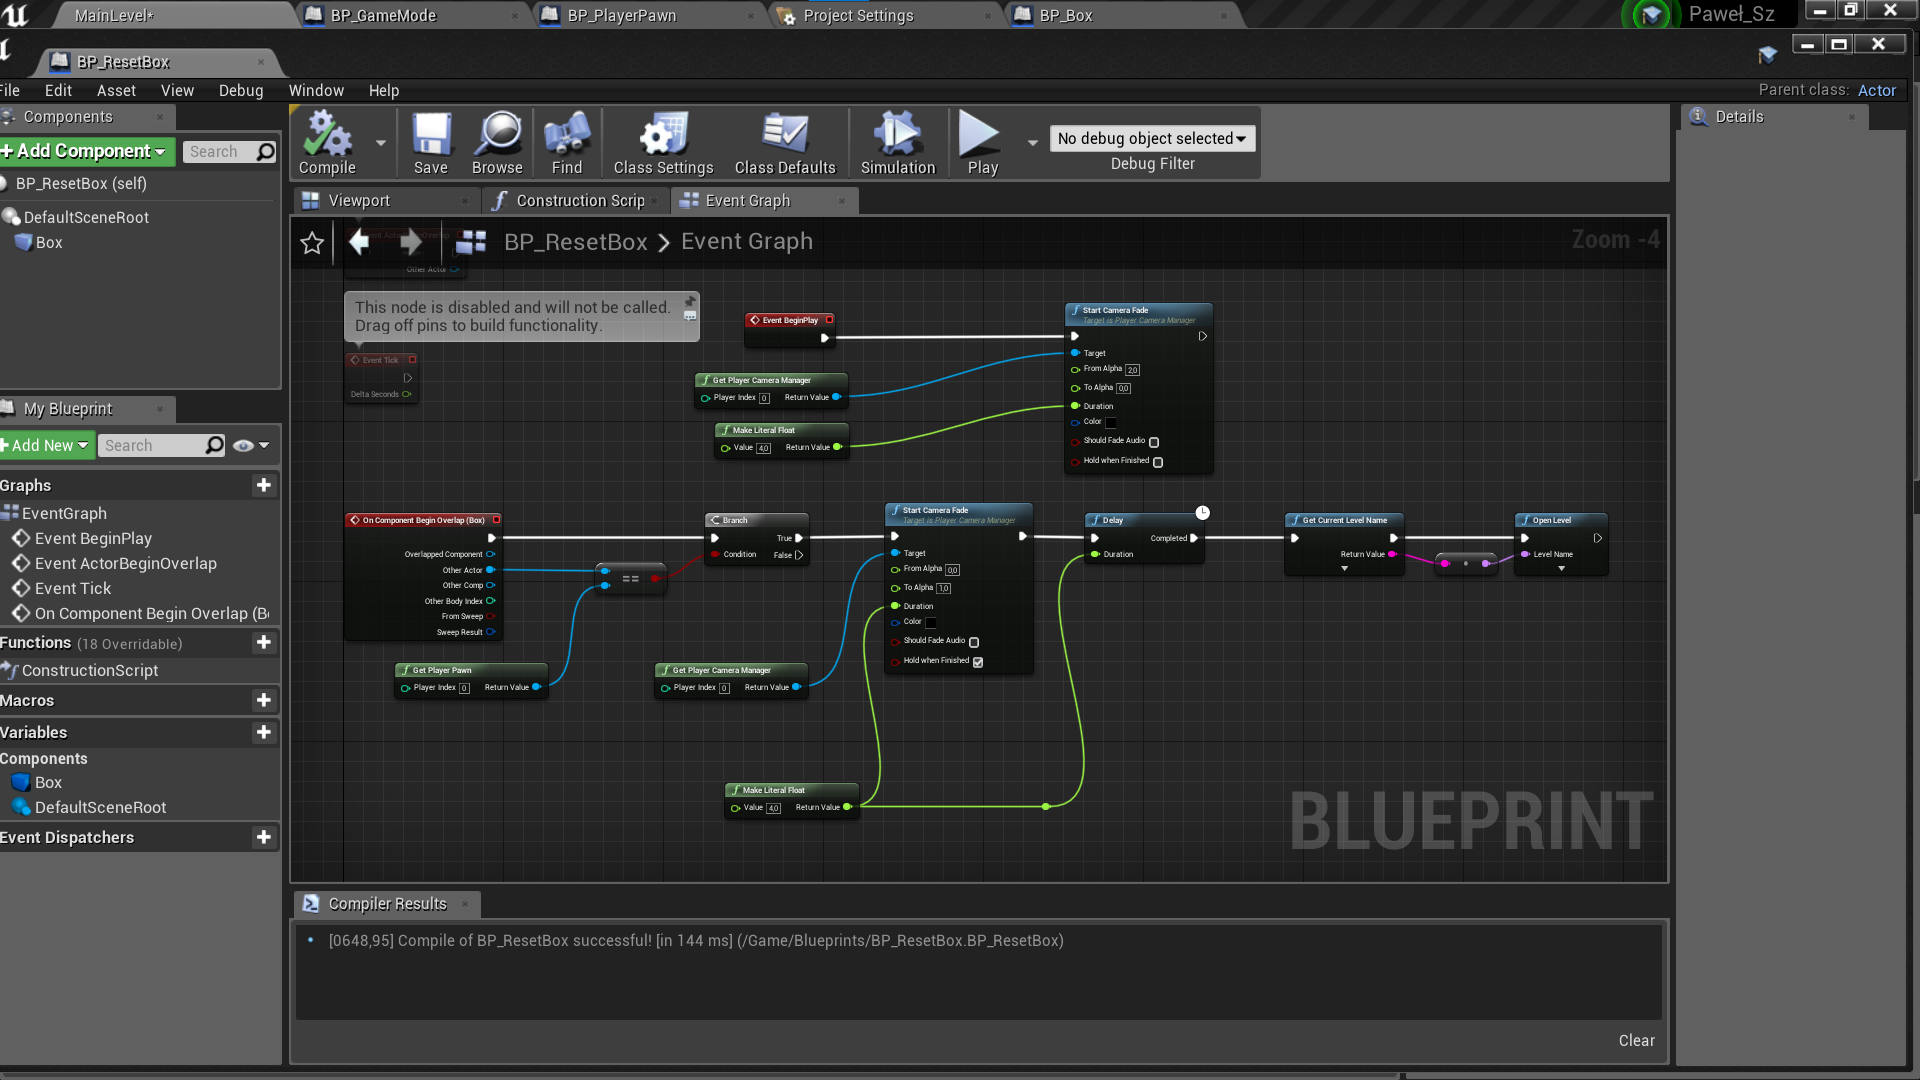 MainLevel*
BP_GameMode
BP_PlayerPawn
Project Settings
BP_Box
Paweł_Sz
BP_ResetBox
File Edit Asset View Debug Window Help
Parent class: Actor
Components
+ Add Component
Search
BP_ResetBox (self)
DefaultSceneRoot
Box
Compile
Save
Browse
Find
Class Settings
Class Defaults
Simulation
Play
No debug object selected
Debug Filter
Details
Viewport
Construction Scrip
Event Graph
BP_ResetBox > Event Graph
Zoom -4
Other Actor
This node is disabled and will not be called.
Drag off pins to build functionality.
Event Tick
Delta Seconds
Event BeginPlay
Get Player Camera Manager
Player Index 0 Return Value
Make Literal Float
Value 4,0 Return Value
Start Camera Fade
Target is Player Camera Manager
Target
From Alpha 2,0
To Alpha 0,0
Duration
Color
Should Fade Audio
Hold when Finished
My Blueprint
+ Add New
Search
Graphs
EventGraph
Event BeginPlay
Event ActorBeginOverlap
Event Tick
On Component Begin Overlap (Bo
Functions (18 Overridable)
ConstructionScript
Macros
Variables
Components
Box
DefaultSceneRoot
Event Dispatchers
On Component Begin Overlap (Box)
Overlapped Component
Other Actor
Other Comp
Other Body Index
From Sweep
Sweep Result
==
Get Player Pawn
Player Index 0 Return Value
Branch
True
Condition False
Get Player Camera Manager
Player Index 0 Return Value
Start Camera Fade
Target is Player Camera Manager
Target
From Alpha 0,0
To Alpha 1,0
Duration
Color
Should Fade Audio
Hold when Finished
Make Literal Float
Value 4,0 Return Value
Delay
Completed
Duration
Get Current Level Name
Return Value
Open Level
Level Name
BLUEPRINT
Compiler Results
[0648,95] Compile of BP_ResetBox successful! [in 144 ms] (/Game/Blueprints/BP_ResetBox.BP_ResetBox)
Clear